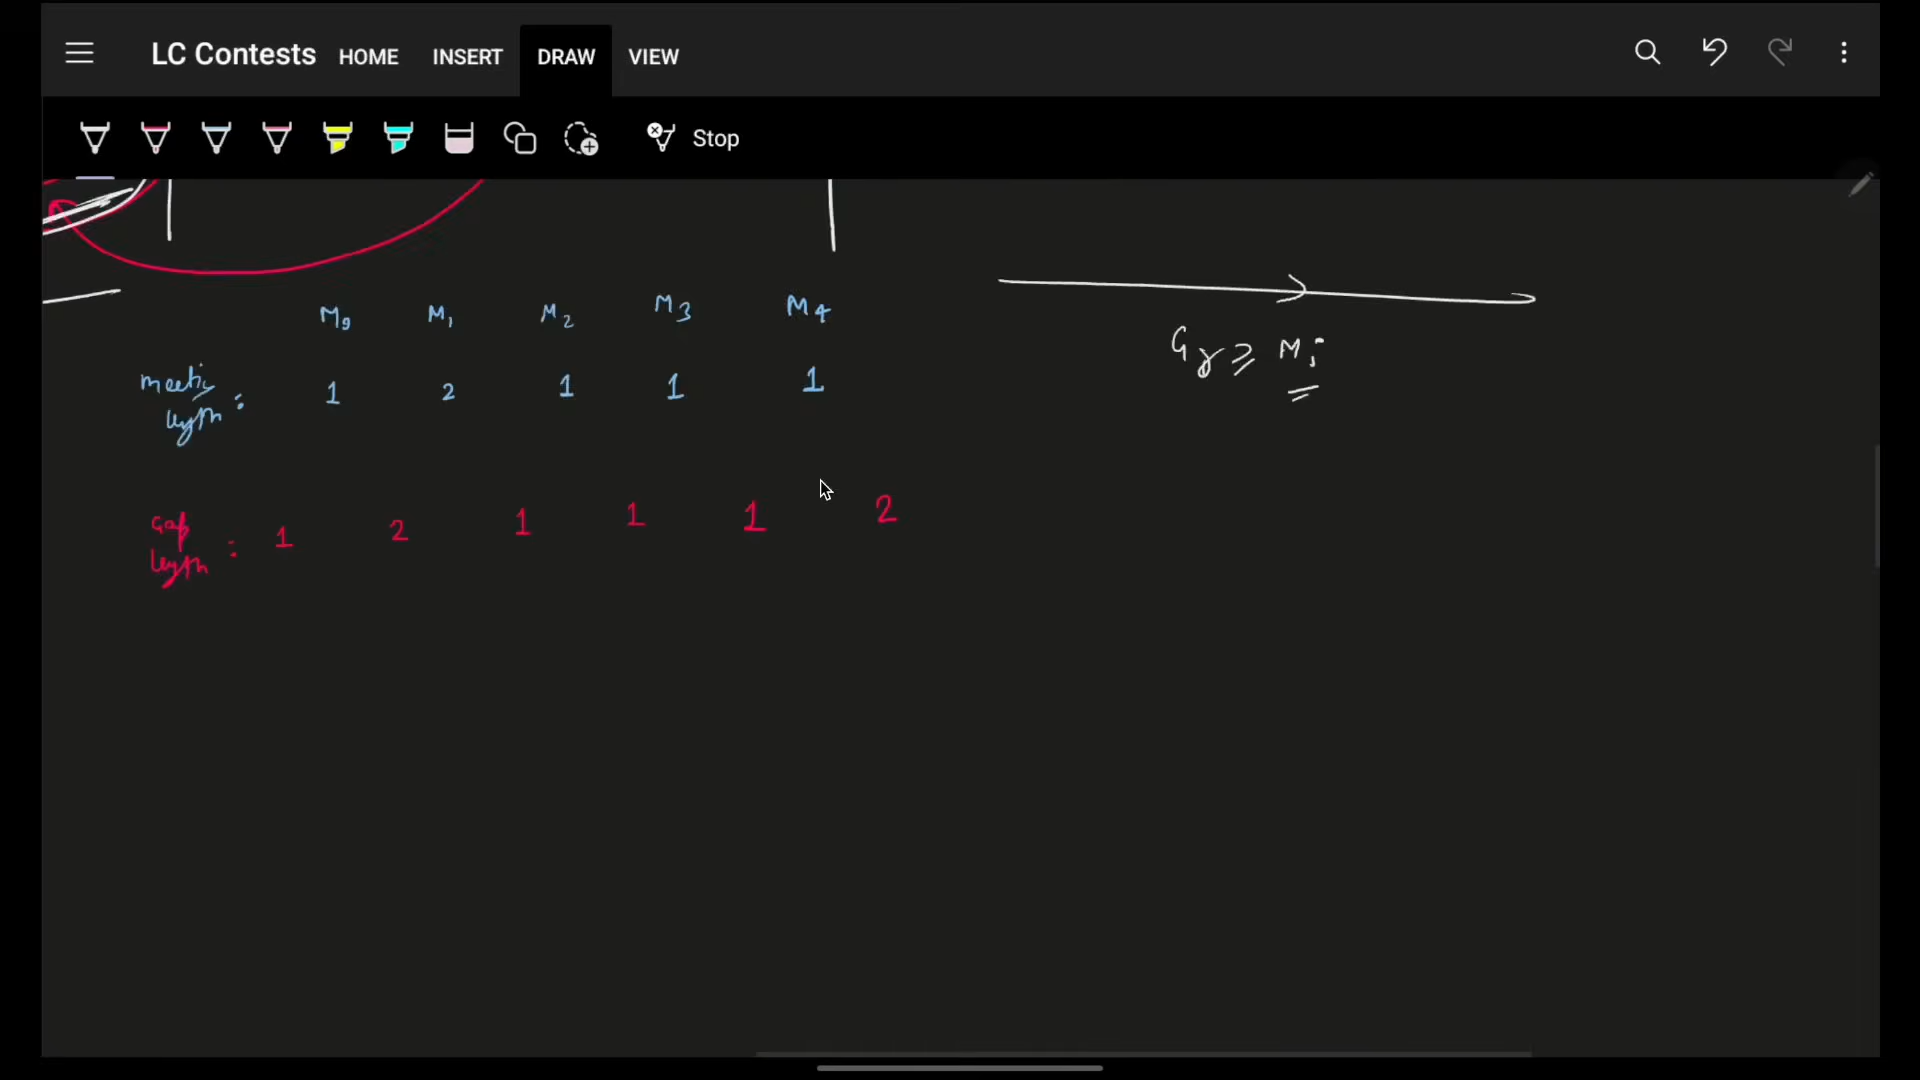 LC Contests HOME INSERT DRAW VIEW
Stop
M0 M1 M2 M3 M4
meeting length : 1 2 1 1 1
Gap length : 1 2 1 1 1 2
Gr ≥ Mi